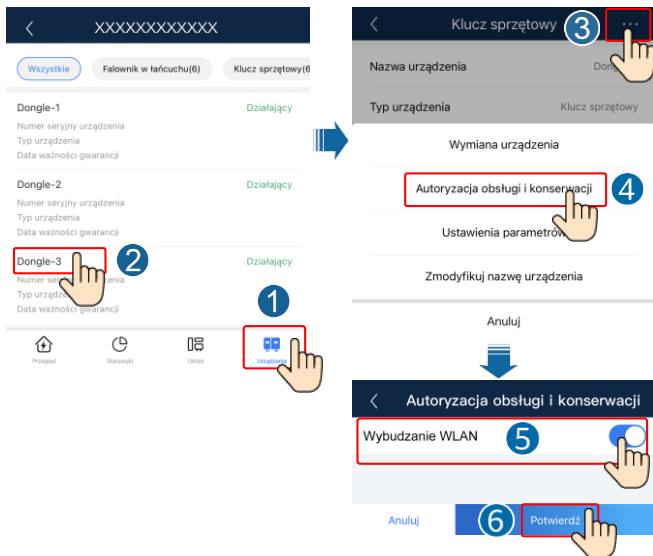 XXXXXXXXXXXXX
Wszystkie
Falownik w łańcuchu(6)
Klucz sprzętowy(6
Dongle-1
Działający
Numer seryjny urządzenia
Typ urządzenia
Data ważności gwarancji
Dongle-2
Działający
Numer seryjny urządzenia
Typ urządzenia
Data ważności gwarancji
Dongle-3
2
Działający
Numer
Typ
Data ważności gwarancji
1
Przegląd
Statystyki
Układ
Urządzenia
Klucz sprzętowy
3
...
Nazwa urządzenia
Typ urządzenia
Klucz sprzętowy
Wymiana urządzenia
Autoryzacja obsługi i konserwacji
4
Ustawienia parametrów
Zmodyfikuj nazwę urządzenia
Anuluj
Autoryzacja obsługi i konserwacji
Wybudzanie WLAN
5
Anuluj
6
Potwierdź